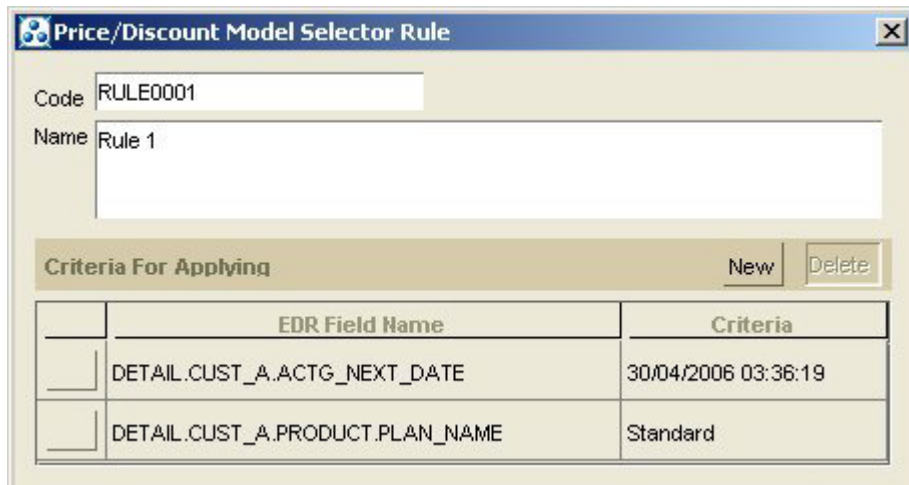 Price/Discount Model Selector Rule
Code RULE0001
Name Rule 1
Criteria For Applying New Delete
EDR Field Name Criteria
DETAIL.CUST_A.ACTG_NEXT_DATE 30/04/2006 03:36:19
DETAIL.CUST_A.PRODUCT.PLAN_NAME Standard